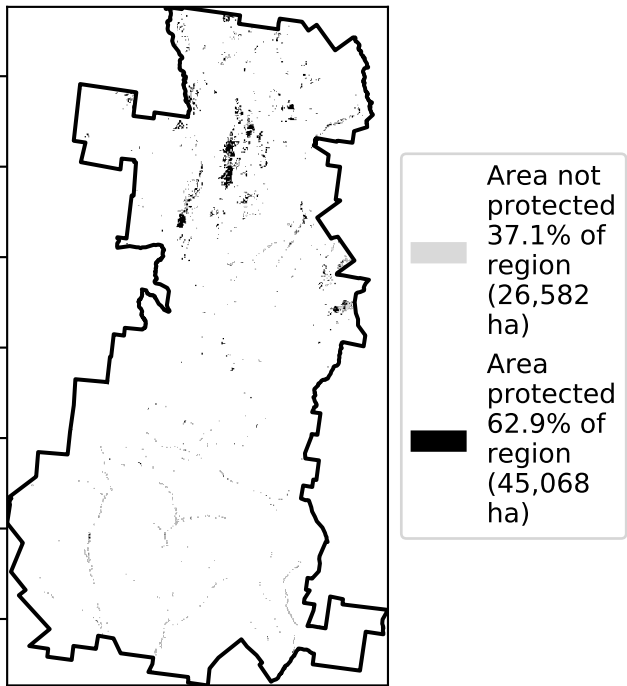 Area not
protected
37.1% of
region
(26,582
ha)
Area
protected
62.9% of
region
(45,068
ha)